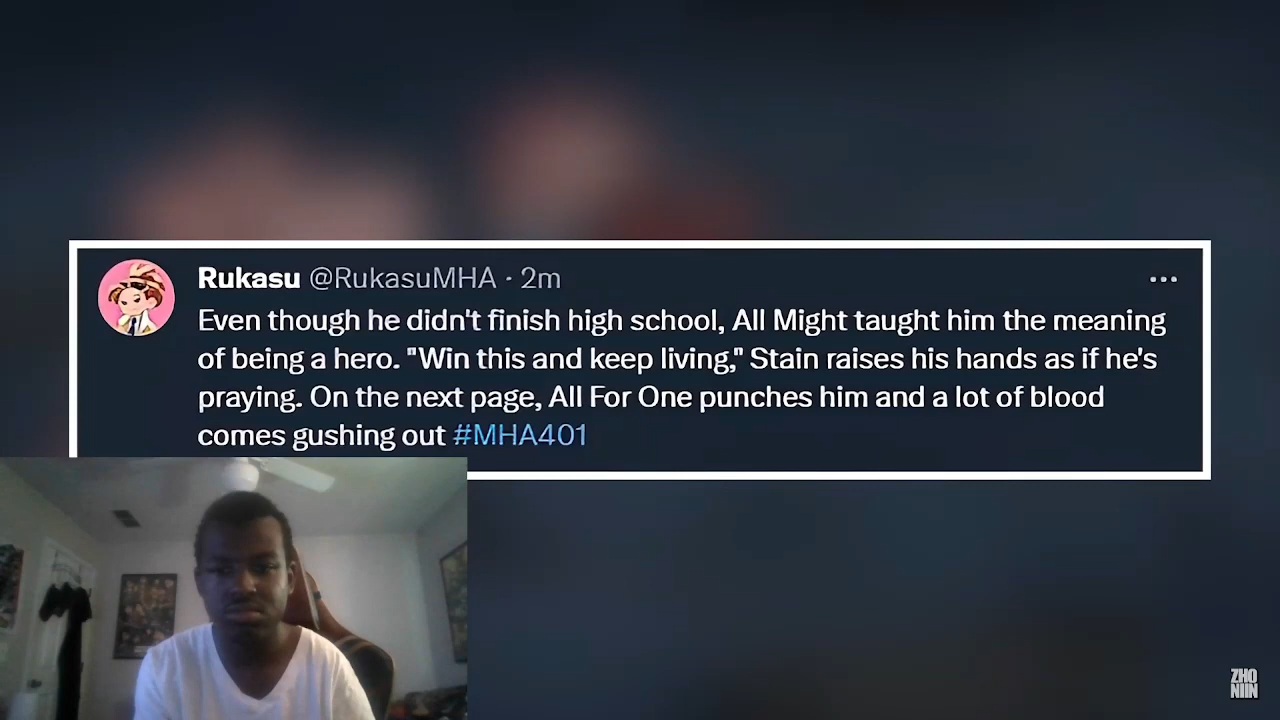 Rukasu @RukasuMHA · 2m
Even though he didn't finish high school, All Might taught him the meaning
of being a hero. "Win this and keep living," Stain raises his hands as if he's
praying. On the next page, All For One punches him and a lot of blood
comes gushing out #MHA401
ZHO
NIIN